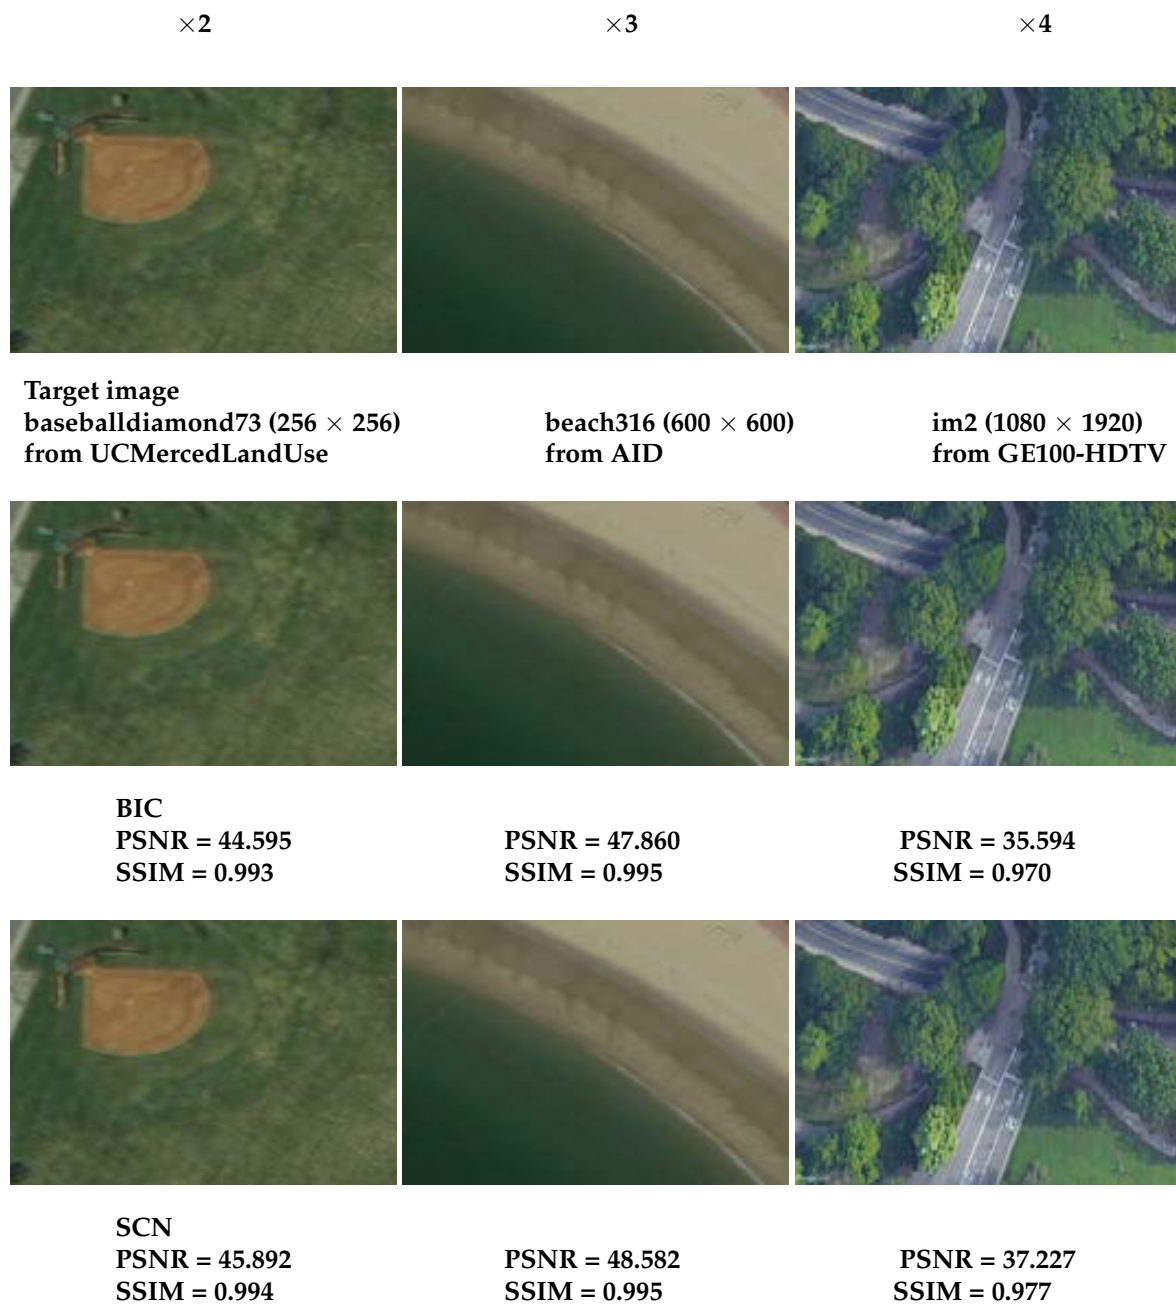 ×2
×3
×4
Target image
baseballdiamond73 (256 × 256)
from UCMercedLandUse
beach316 (600 × 600)
from AID
im2 (1080 × 1920)
from GE100-HDTV
BIC
PSNR = 44.595
SSIM = 0.993
PSNR = 47.860
SSIM = 0.995
PSNR = 35.594
SSIM = 0.970
SCN
PSNR = 45.892
SSIM = 0.994
PSNR = 48.582
SSIM = 0.995
PSNR = 37.227
SSIM = 0.977